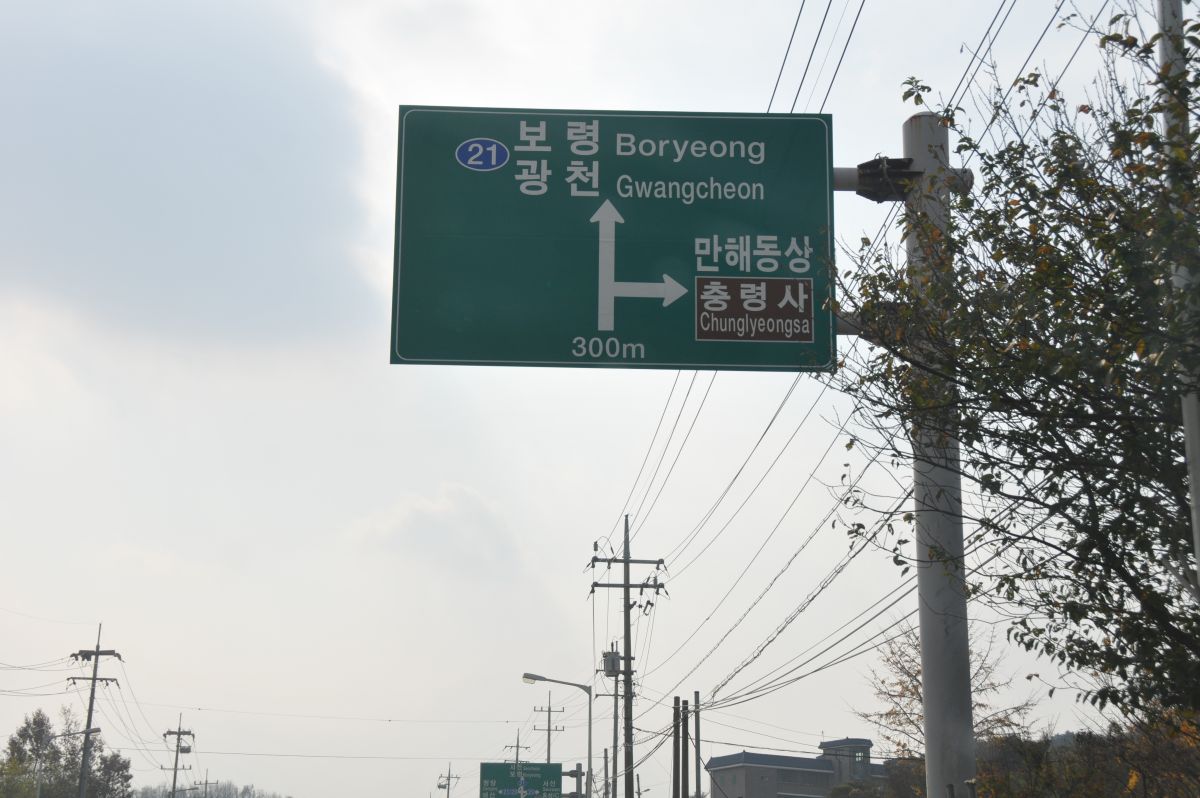 21 보령 Boryeong
광천 Gwangcheon
만해동상
충령사
Chunglyeongsa
300m